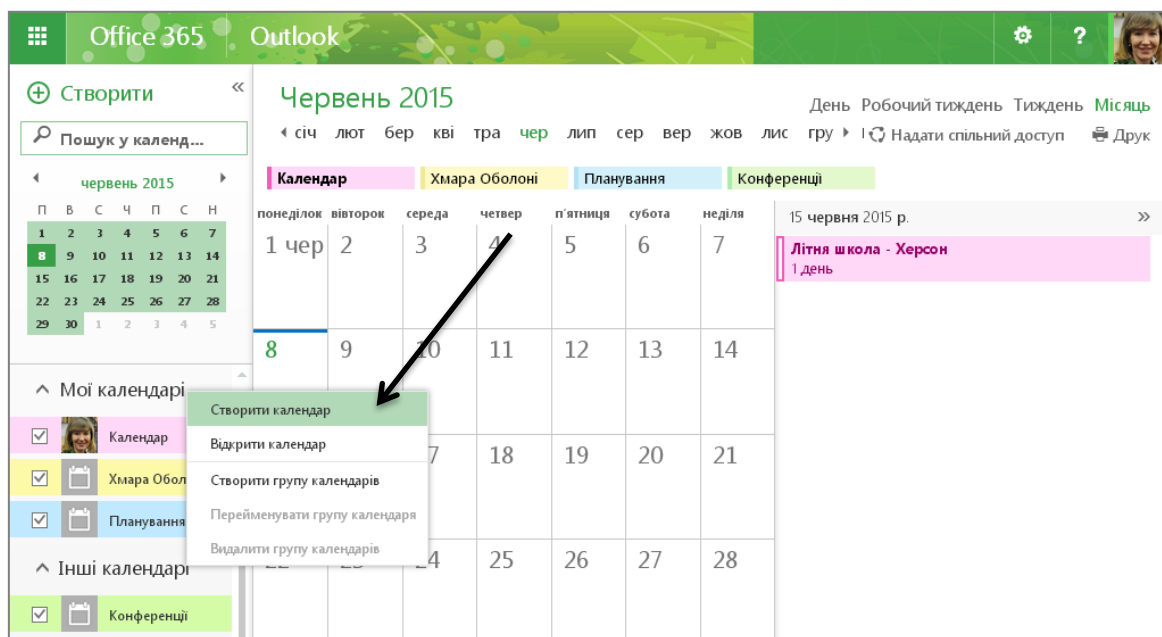 Office 365 Outlook ?
Створити «
Пошук у календ...
червень 2015
П В С Ч П С Н
1 2 3 4 5 6 7
8 9 10 11 12 13 14
15 16 17 18 19 20 21
22 23 24 25 26 27 28
29 30 1 2 3 4 5
Мої календарі
Календар
Хмара Обол
Планування
Інші календарі
Конференції
Створити календар
Відкрити календар
Створити групу календарів
Перейменувати групу календаря
Видалити групу календарів
Червень 2015
День Робочий тиждень Тиждень Місяць
січ лют бер кві тра чер лип сер вер жов лис гру
Надати спільний доступ Друк
Календар Хмара Оболоні Планування Конференції
понеділок вівторок середа четвер п'ятниця субота неділя
1 чер 2 3 4 5 6 7
8 9 10 11 12 13 14
7 18 19 20 21
22 23 24 25 26 27 28
15 червня 2015 р. »
Літня школа - Херсон
1 день